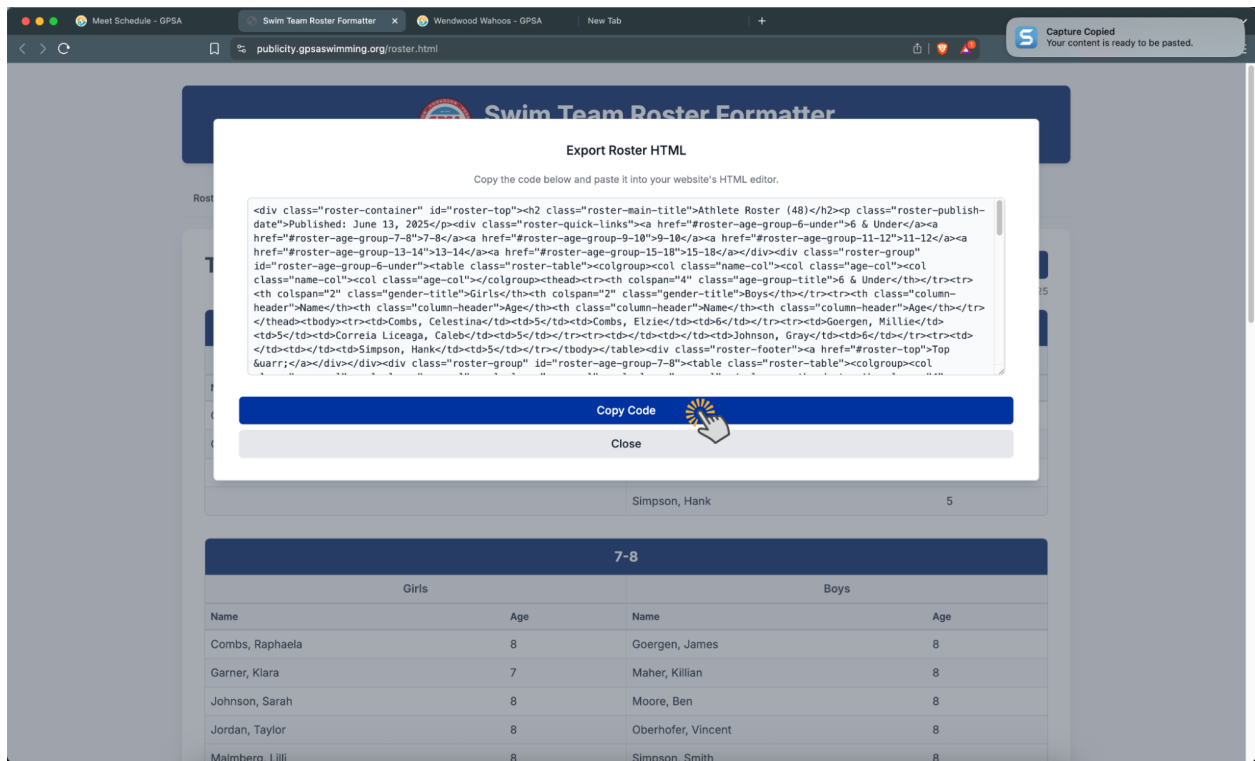 Meet Schedule - GPSA
Swim Team Roster Formatter
Wendwood Wahoos - GPSA
New Tab
publicity.gpsaswimming.org/roster.html
Capture Copied
Your content is ready to be pasted.
Swim Team Roster Formatter
Rost
Export Roster HTML
Copy the code below and paste it into your website's HTML editor.
<div class="roster-container" id="roster-top"><h2 class="roster-main-title">Athlete Roster (48)</h2><p class="roster-publish-
date">Published: June 13, 2025</p><div class="roster-quick-links"><a href="#roster-age-group-6-under">6 & Under</a><a
href="#roster-age-group-7-8">7-8</a><a href="#roster-age-group-9-10">9-10</a><a href="#roster-age-group-11-12">11-12</a><a
href="#roster-age-group-13-14">13-14</a><a href="#roster-age-group-15-18">15-18</a></div><div class="roster-group"
id="roster-age-group-6-under"><table class="roster-table"><colgroup><col class="name-col"><col class="age-col"><col
class="name-col"><col class="age-col"></colgroup><thead><tr><th colspan="4" class="age-group-title">6 & Under</th></tr><tr>
<th colspan="2" class="gender-title">Girls</th><th colspan="2" class="gender-title">Boys</th></tr><tr><th class="column-
header">Name</th><th class="column-header">Age</th><th class="column-header">Name</th><th class="column-header">Age</th></tr>
</thead><tbody><tr><td>Combs, Celestina</td><td>5</td><td>Combs, Elzie</td><td>6</td></tr><tr><td>Goergen, Millie</td>
<td>5</td><td>Correia Liceaga, Caleb</td><td>5</td></tr><tr><td></td><td></td><td>Johnson, Gray</td><td>6</td></tr><tr><td>
</td><td></td><td>Simpson, Hank</td><td>5</td></tr></tbody></table><div class="roster-footer"><a href="#roster-top">Top
&uarr;</a></div></div><div class="roster-group" id="roster-age-group-7-8"><table class="roster-table"><colgroup><col
Copy Code
Close
Simpson, Hank 5
7-8
Girls Boys
Name Age Name Age
Combs, Raphaela 8 Goergen, James 8
Garner, Klara 7 Maher, Killian 8
Johnson, Sarah 8 Moore, Ben 8
Jordan, Taylor 8 Oberhofer, Vincent 8
Malmberg, Lilli 8 Simpson, Smith 8